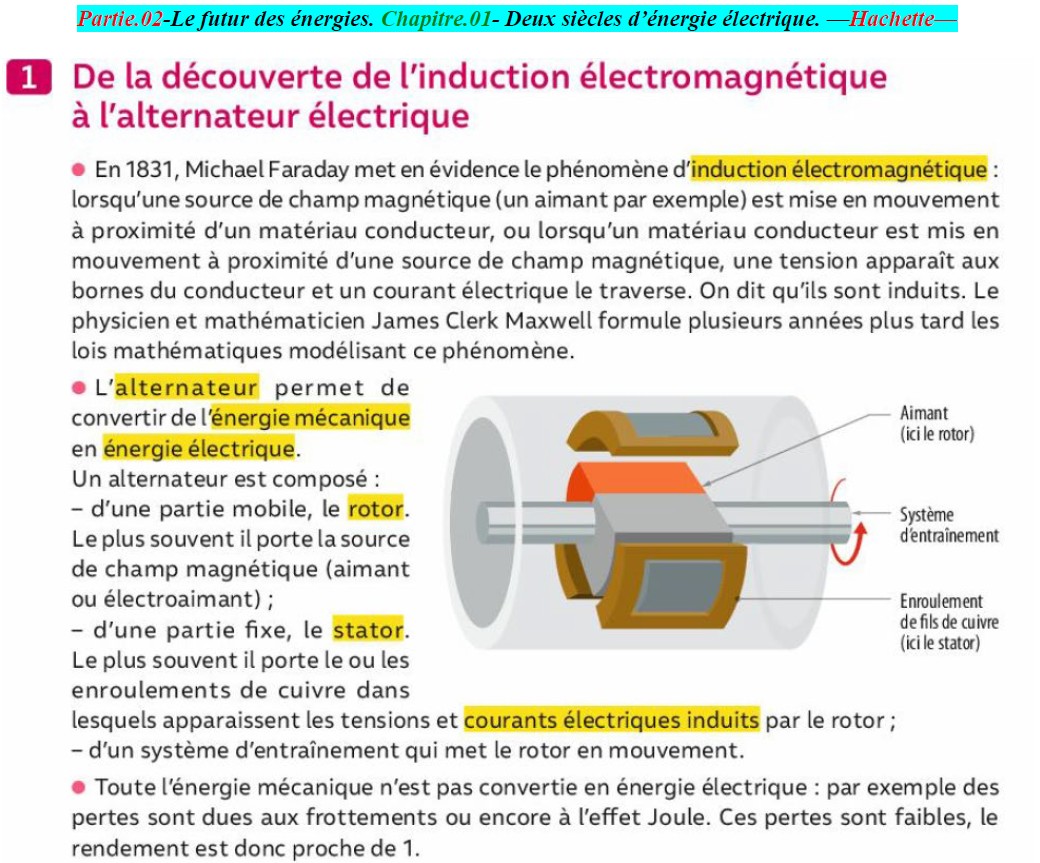 Partie.02-Le futur des énergies. Chapitre.01- Deux siècles d’énergie électrique. —Hachette—
1 De la découverte de l’induction électromagnétique
à l’alternateur électrique
● En 1831, Michael Faraday met en évidence le phénomène d’induction électromagnétique :
lorsqu’une source de champ magnétique (un aimant par exemple) est mise en mouvement
à proximité d’un matériau conducteur, ou lorsqu’un matériau conducteur est mis en
mouvement à proximité d’une source de champ magnétique, une tension apparaît aux
bornes du conducteur et un courant électrique le traverse. On dit qu’ils sont induits. Le
physicien et mathématicien James Clerk Maxwell formule plusieurs années plus tard les
lois mathématiques modélisant ce phénomène.
● L’alternateur permet de
convertir de l’énergie mécanique
en énergie électrique.
Un alternateur est composé :
– d’une partie mobile, le rotor.
Le plus souvent il porte la source
de champ magnétique (aimant
ou électroaimant) ;
– d’une partie fixe, le stator.
Le plus souvent il porte le ou les
enroulements de cuivre dans
lesquels apparaissent les tensions et courants électriques induits par le rotor ;
– d’un système d’entraînement qui met le rotor en mouvement.
Aimant
(ici le rotor)
Système
d’entraînement
Enroulement
de fils de cuivre
(ici le stator)
● Toute l’énergie mécanique n’est pas convertie en énergie électrique : par exemple des
pertes sont dues aux frottements ou encore à l’effet Joule. Ces pertes sont faibles, le
rendement est donc proche de 1.